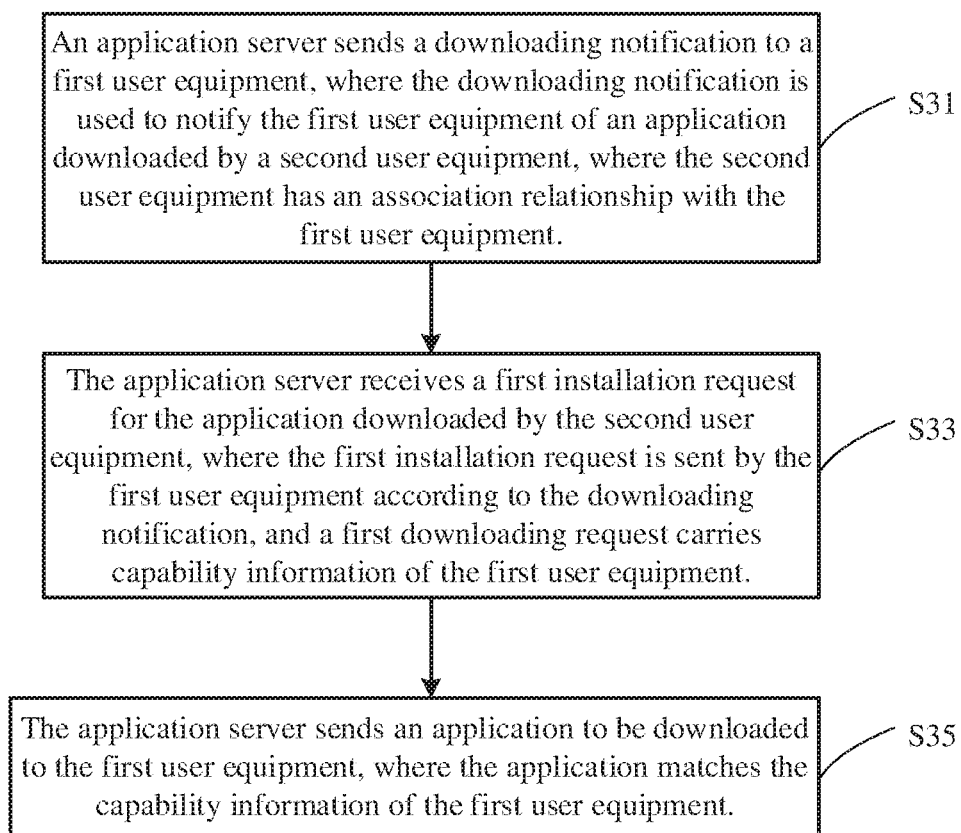 An application server sends a downloading notification to a
first user equipment, where the downloading notification is
used to notify the first user equipment of an application
downloaded by a second user equipment, where the second
user equipment has an association relationship with the
first user equipment.
S31
The application server receives a first installation request
for the application downloaded by the second user
equipment, where the first installation request is sent by the
first user equipment according to the downloading
notification, and a first downloading request carries
capability information of the first user equipment.
S33
The application server sends an application to be downloaded
to the first user equipment, where the application matches the
capability information of the first user equipment.
S35